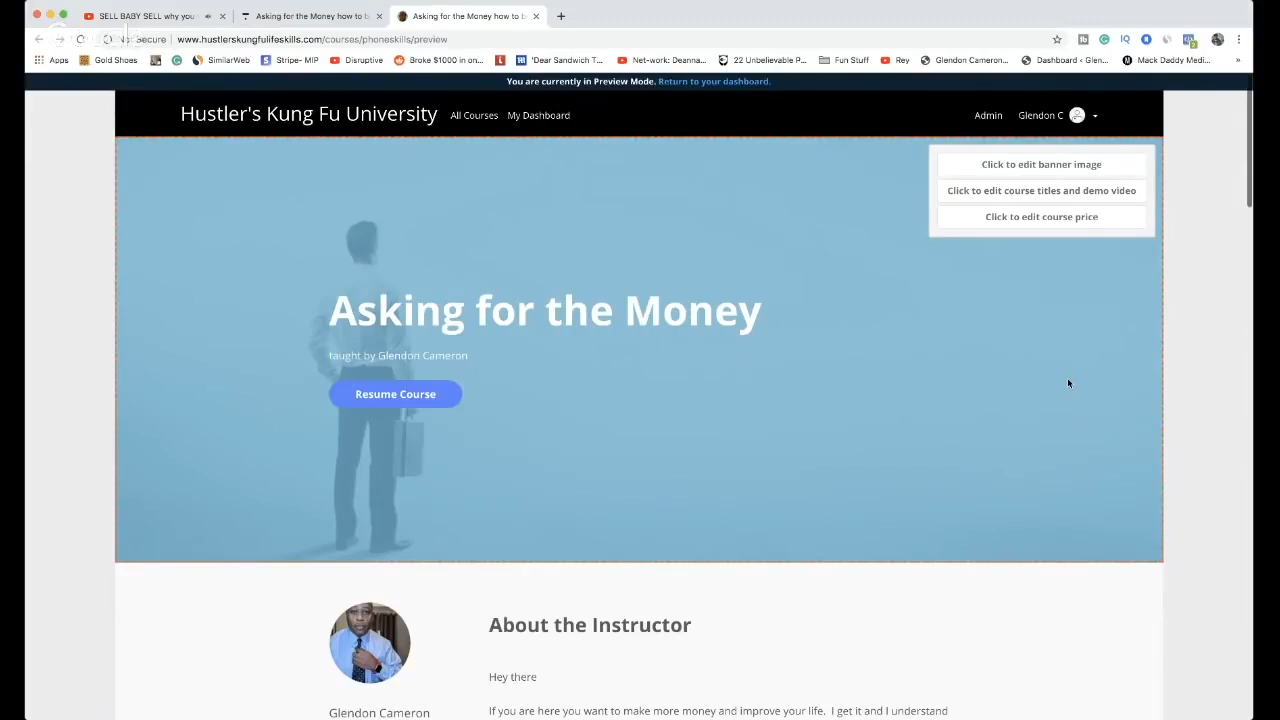 SELL BABY SELL why you
Asking for the Money how to b
Asking for the Money how to b
Not Secure
www.hustlerskungfulifeskills.com/courses/phoneskills/preview
Apps
Gold Shoes
SimilarWeb
Stripe- MIP
Disruptive
Broke $1000 in on...
'Dear Sandwich T...
Net-work: Deanna...
22 Unbelievable P...
Fun Stuff
Rey
Glendon Cameron...
Dashboard ‹ Glen...
Mack Daddy Medi...
»
You are currently in Preview Mode. Return to your dashboard.
Hustler's Kung Fu University
All Courses
My Dashboard
Admin
Glendon C
Click to edit banner image
Click to edit course titles and demo video
Click to edit course price
Asking for the Money
taught by Glendon Cameron
Resume Course
About the Instructor
Hey there
If you are here you want to make more money and improve your life. I get it and I understand
Glendon Cameron